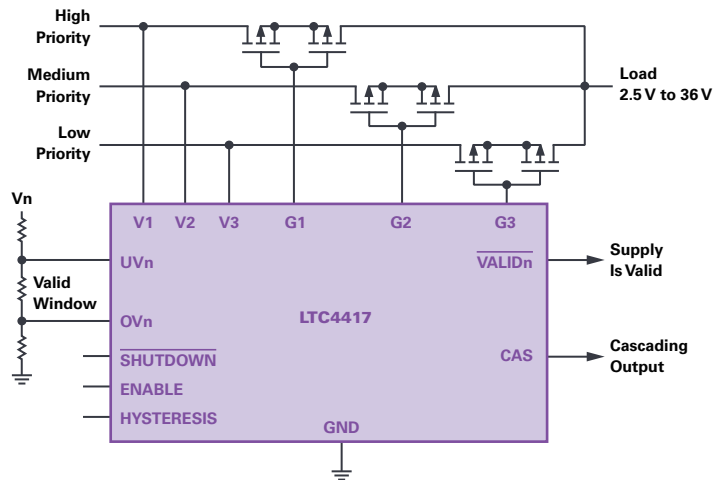 High
Priority
Medium
Priority
Low
Priority
Load
2.5 V to 36 V
Vn
V1
V2
V3
G1
G2
G3
UVn
VALIDn
Supply
Is Valid
Valid
Window
OVn
LTC4417
SHUTDOWN
CAS
Cascading
Output
ENABLE
HYSTERESIS
GND